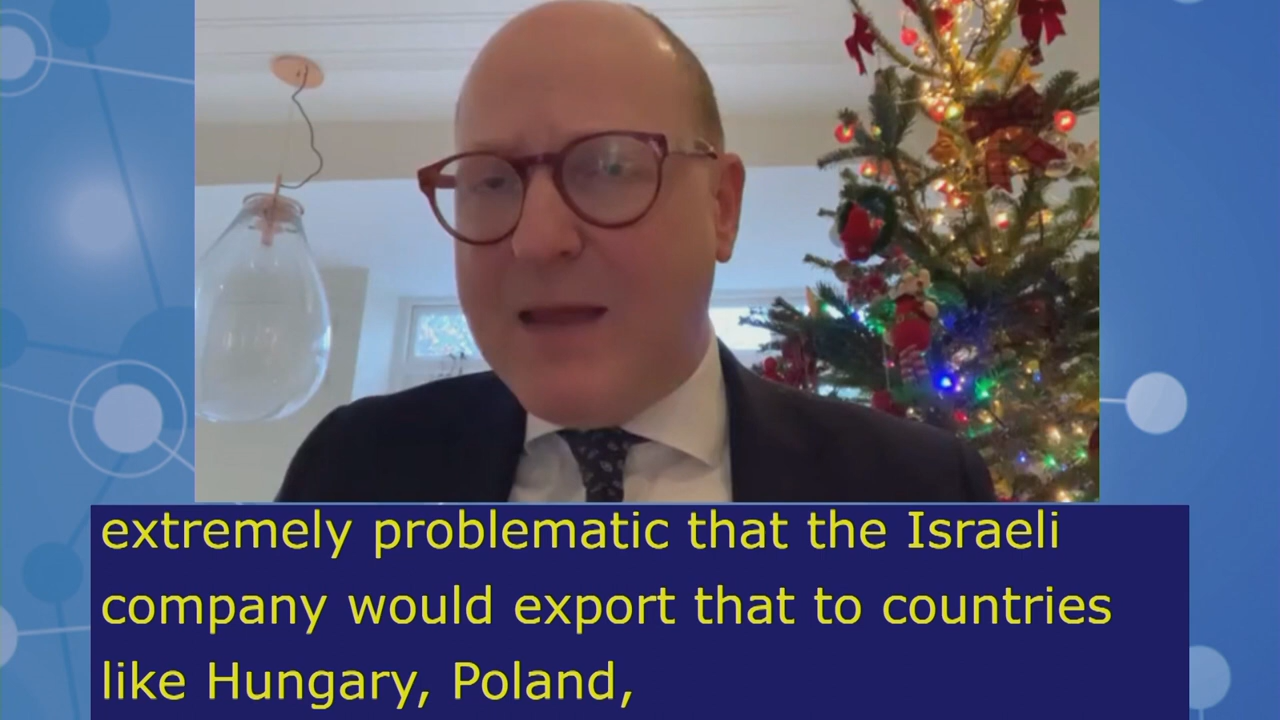 extremely problematic that the Israeli
company would export that to countries
like Hungary, Poland,